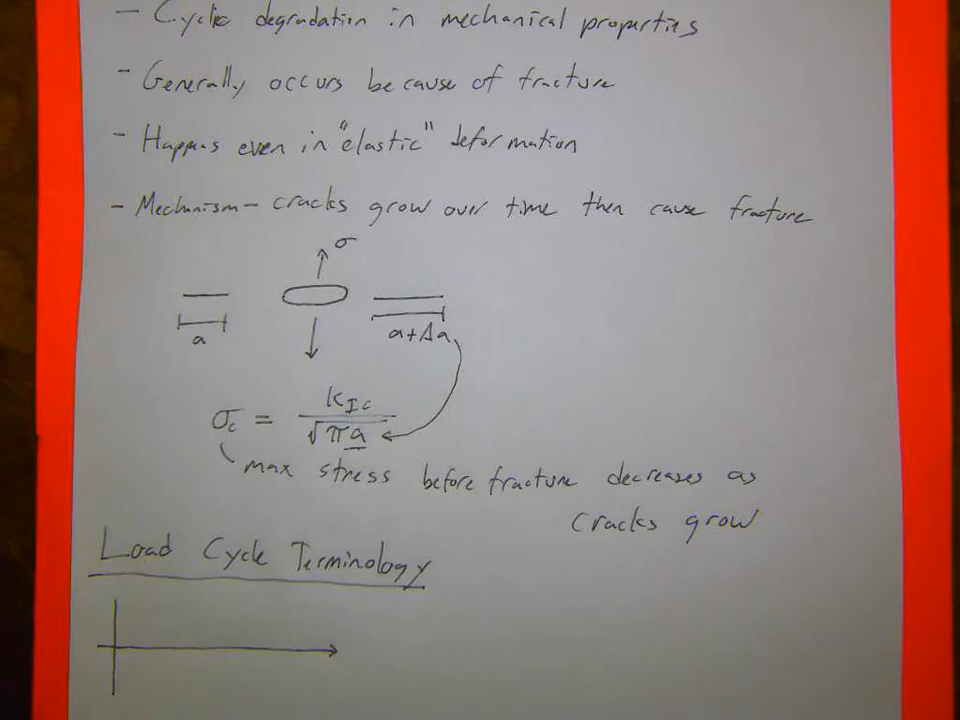 - Cyclic degradation in mechanical properties
- Generally occurs because of fracture
- Happens even in "elastic" deformation
- Mechanism - cracks grow over time then cause fracture
σ
a
a+Δa
σc = KIc / √πa
max stress before fracture decreases as
cracks grow
Load Cycle Terminology